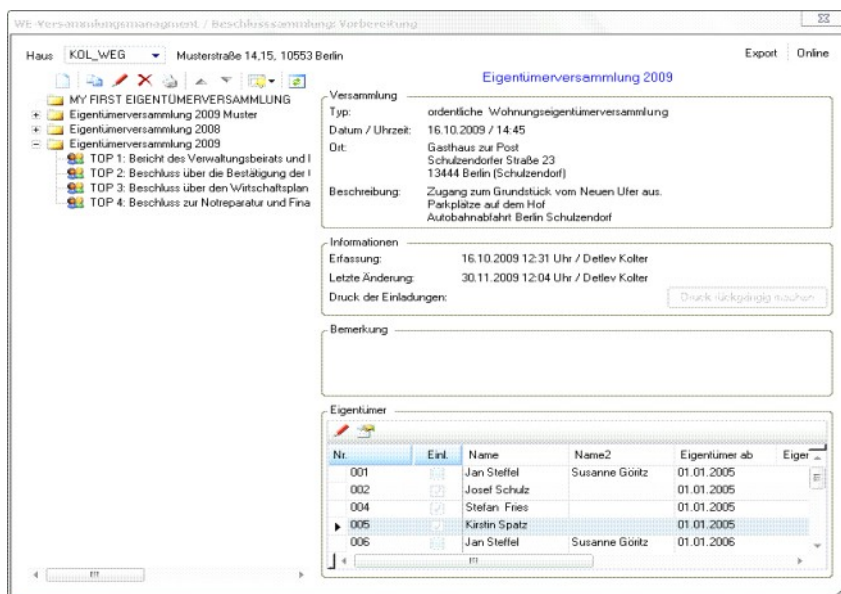 WE-Versammlungsmanagment / Beschlusssammlung: Vorbereitung
Haus KOL_WEG Musterstraße 14,15, 10553 Berlin
Export Online
MY FIRST EIGENTÜMERVERSAMMLUNG
Eigentümerversammlung 2009 Muster
Eigentümerversammlung 2008
Eigentümerversammlung 2009
TOP 1: Bericht des Verwaltungsbeirats und
TOP 2: Beschluss über die Bestätigung der
TOP 3: Beschluss über den Wirtschaftsplan
TOP 4: Beschluss zur Notreparatur und Fina
Eigentümerversammlung 2009
Versammlung
Typ: ordentliche Wohnungseigentümerversammlung
Datum / Uhrzeit: 16.10.2009 / 14:45
Ort: Gasthaus zur Post
Schulzendorfer Straße 23
13444 Berlin (Schulzendorf)
Beschreibung: Zugang zum Grundstück vom Neuen Ufer aus.
Parkplätze auf dem Hof
Autobahnabfahrt Berlin Schulzendorf
Informationen
Erfassung: 16.10.2009 12:31 Uhr / Detlev Kolter
Letzte Änderung: 30.11.2009 12:04 Uhr / Detlev Kolter
Druck der Einladungen: Druck rückgängig machen
Bemerkung
Eigentümer
Nr. Einl. Name Name2 Eigentümer ab Eiger
001 Jan Steffel Susanne Göritz 01.01.2005
002 Josef Schulz 01.01.2005
004 Stefan Fries 01.01.2005
005 Kirstin Spatz 01.01.2005
006 Jan Steffel Susanne Göritz 01.01.2006